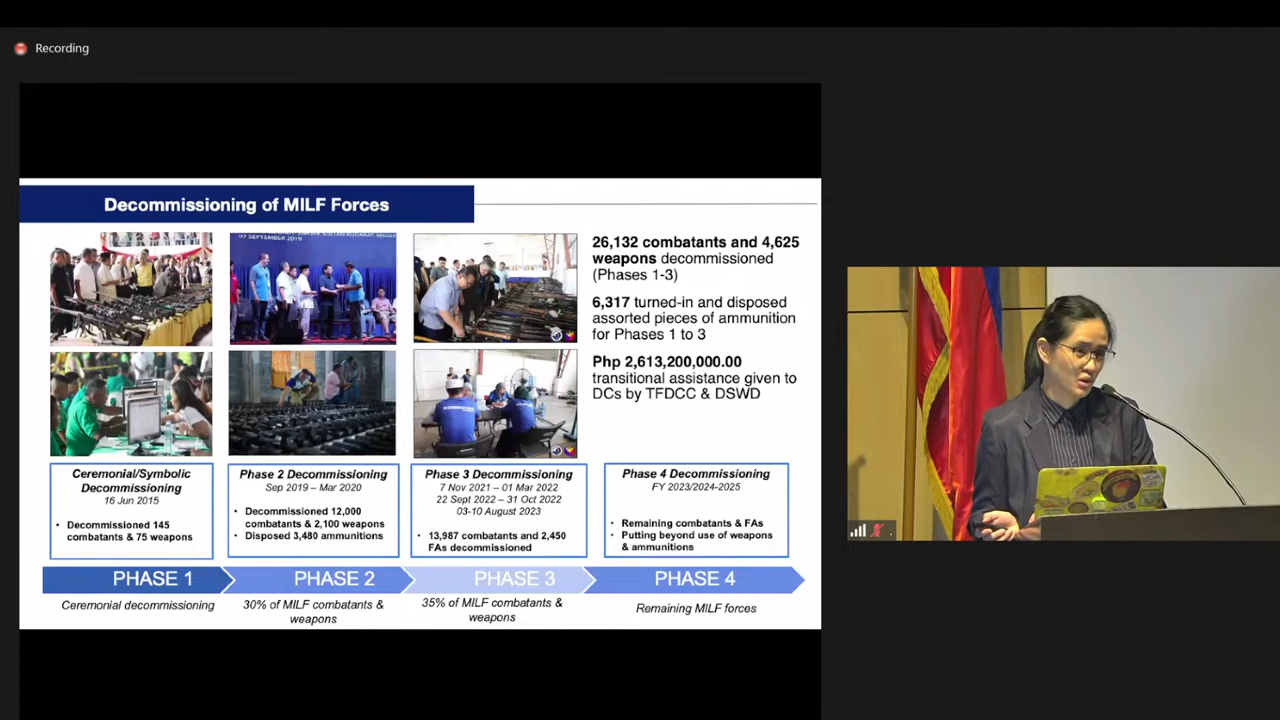 Recording
Decommissioning of MILF Forces
07 SEPTEMBER 2019
26,132 combatants and 4,625
weapons decommissioned
(Phases 1-3)
6,317 turned-in and disposed
assorted pieces of ammunition
for Phases 1 to 3
Php 2,613,200,000.00
transitional assistance given to
DCs by TFDCC & DSWD
Ceremonial/Symbolic
Decommissioning
16 Jun 2015
• Decommissioned 145
combatants & 75 weapons
Phase 2 Decommissioning
Sep 2019 – Mar 2020
• Decommissioned 12,000
combatants & 2,100 weapons
• Disposed 3,480 ammunitions
Phase 3 Decommissioning
7 Nov 2021 – 01 Mar 2022
22 Sept 2022 – 31 Oct 2022
03-10 August 2023
• 13,987 combatants and 2,450
FAs decommissioned
Phase 4 Decommissioning
FY 2023/2024-2025
• Remaining combatants & FAs
• Putting beyond use of weapons
& ammunitions
PHASE 1
PHASE 2
PHASE 3
PHASE 4
Ceremonial decommissioning
30% of MILF combatants &
weapons
35% of MILF combatants &
weapons
Remaining MILF forces